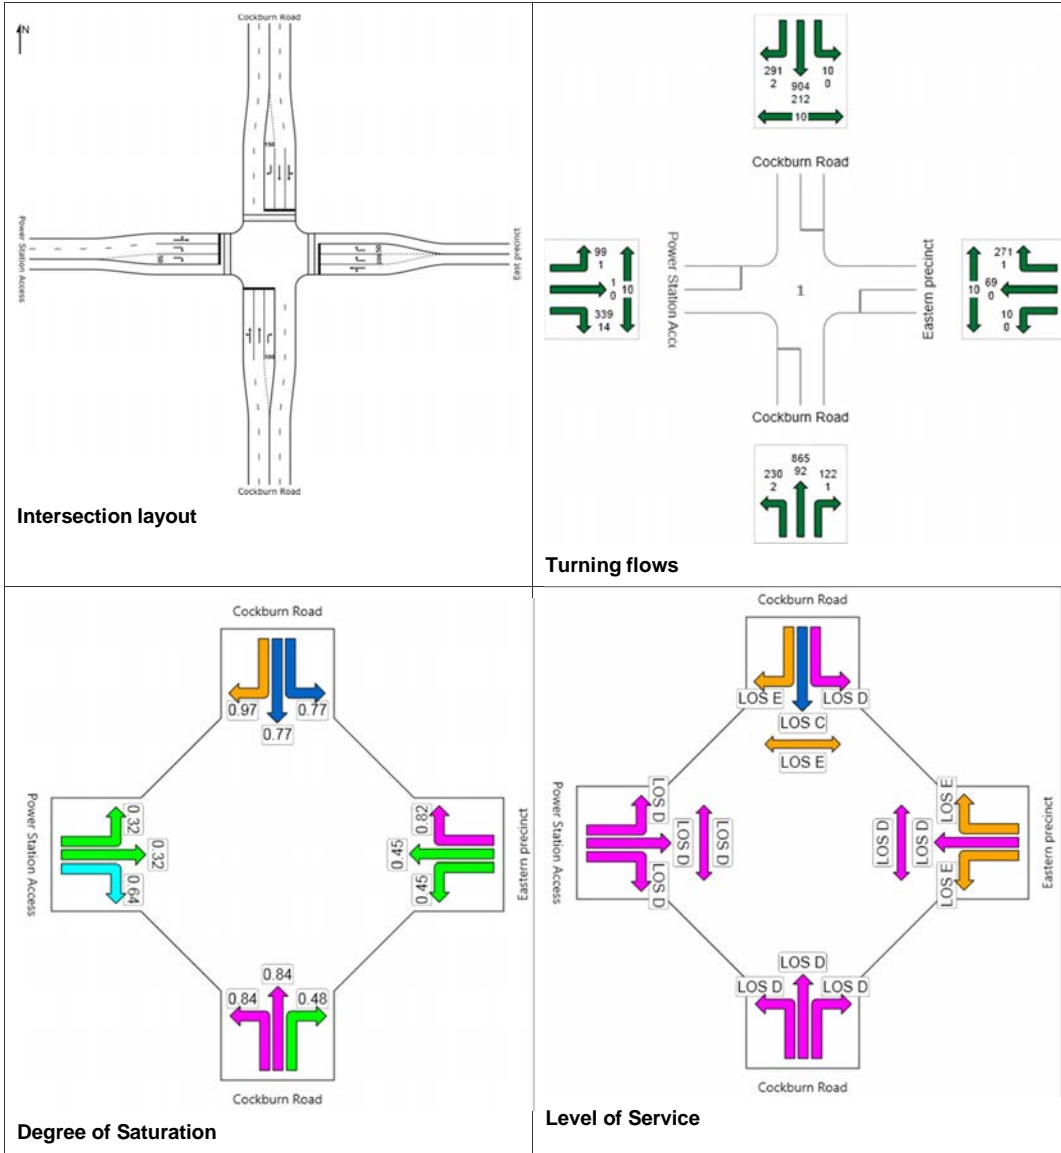 Cockburn Road
N
150
Power Station Access
50
200
50
East precinct
100
Cockburn Road
Intersection layout
291
2
904
212
10
0
10
Cockburn Road
99
1
1
0
339
14
10
Power Station Acc
1
Eastern precinct
10
271
1
69
0
10
0
Cockburn Road
230
2
865
92
122
1
Turning flows
Cockburn Road
0.97
0.77
0.77
Power Station Access
0.32
0.32
0.64
0.82
0.45
0.45
Eastern precinct
0.84
0.84
0.48
Cockburn Road
Degree of Saturation
Cockburn Road
LOS E
LOS C
LOS D
LOS E
Power Station Access
LOS D
LOS D
LOS D
LOS D
LOS D
LOS D
LOS E
LOS E
Eastern precinct
LOS D
LOS D
LOS D
Cockburn Road
Level of Service